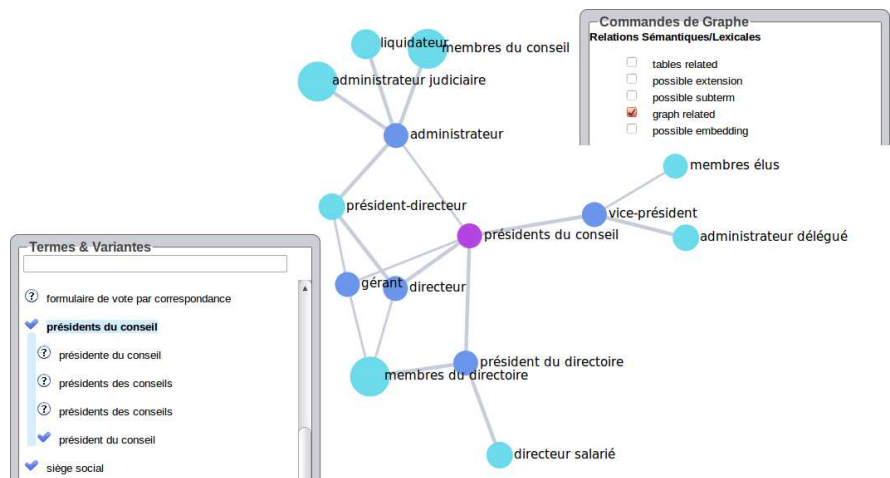 Commandes de Graphe
Relations Sémantiques/Lexicales
tables related
possible extension
possible subterm
graph related
possible embedding
liquidateur
membres du conseil
administrateur judiciaire
administrateur
membres élus
président-directeur
vice-président
présidents du conseil
administrateur délégué
gérant
directeur
président du directoire
membres du directoire
directeur salarié
Termes & Variantes
formulaire de vote par correspondance
présidents du conseil
présidente du conseil
présidents des conseils
présidents des conseils
président du conseil
siège social